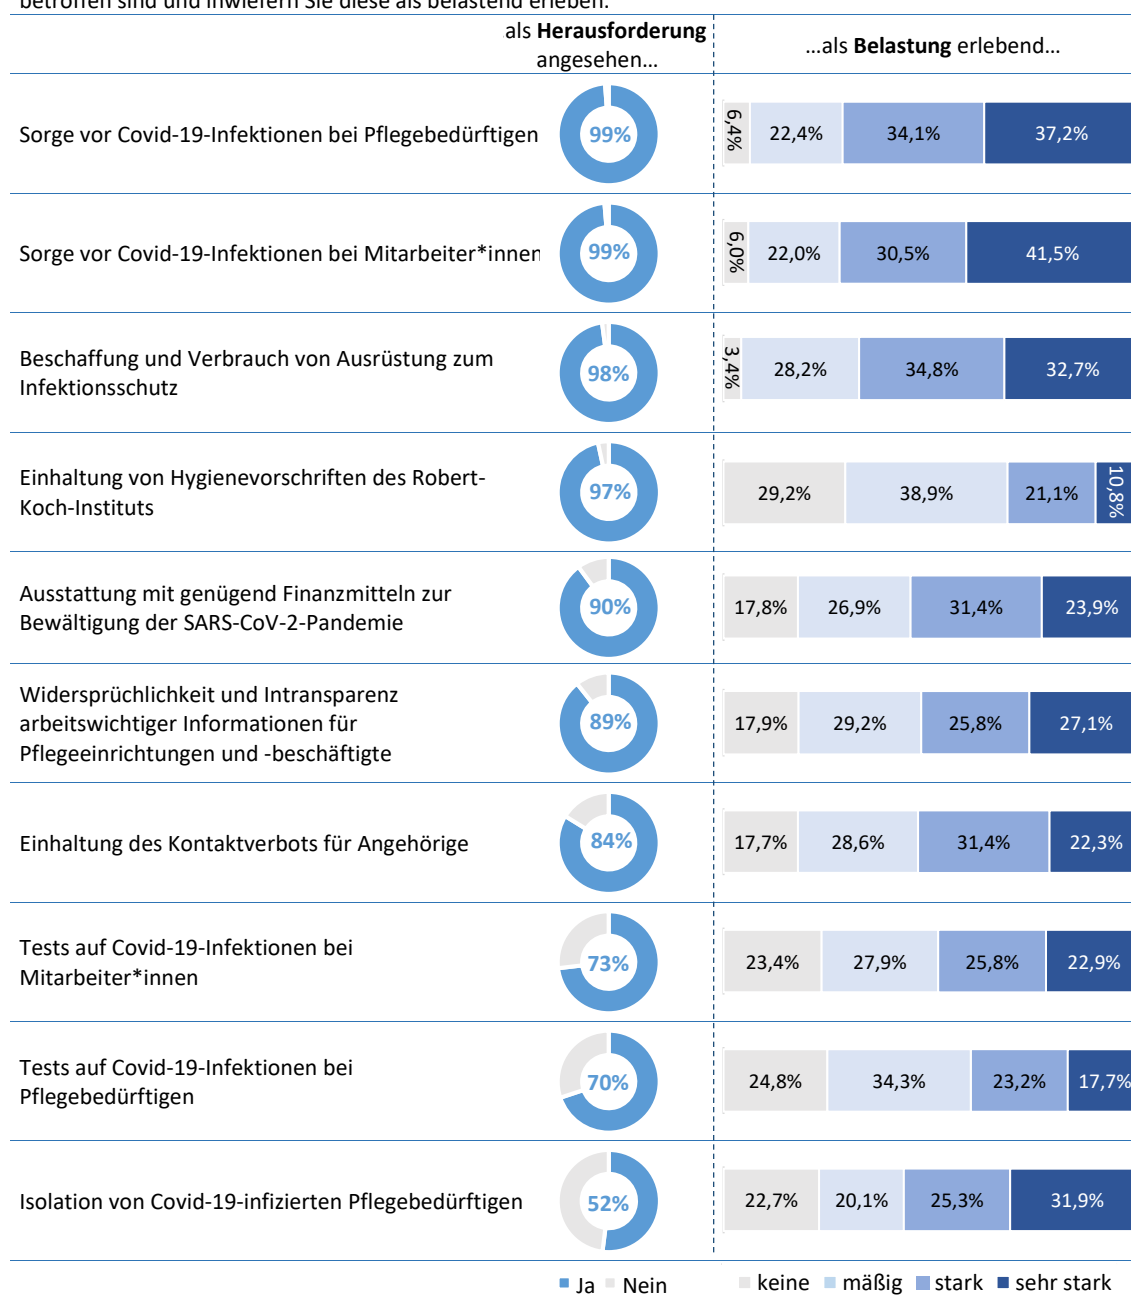 betroffen sind und inwiefern Sie diese als belastend erleben.
als Herausforderung
angesehen…
…als Belastung erlebend…
Sorge vor Covid-19-Infektionen bei Pflegebedürftigen
99%
6,4%
22,4%
34,1%
37,2%
Sorge vor Covid-19-Infektionen bei Mitarbeiter*innen
99%
6,0%
22,0%
30,5%
41,5%
Beschaffung und Verbrauch von Ausrüstung zum
Infektionsschutz
98%
3,4%
28,2%
34,8%
32,7%
Einhaltung von Hygienevorschriften des Robert-
Koch-Instituts
97%
29,2%
38,9%
21,1%
10,8%
Ausstattung mit genügend Finanzmitteln zur
Bewältigung der SARS-CoV-2-Pandemie
90%
17,8%
26,9%
31,4%
23,9%
Widersprüchlichkeit und Intransparenz
arbeitswichtiger Informationen für
Pflegeeinrichtungen und -beschäftigte
89%
17,9%
29,2%
25,8%
27,1%
Einhaltung des Kontaktverbots für Angehörige
84%
17,7%
28,6%
31,4%
22,3%
Tests auf Covid-19-Infektionen bei
Mitarbeiter*innen
73%
23,4%
27,9%
25,8%
22,9%
Tests auf Covid-19-Infektionen bei
Pflegebedürftigen
70%
24,8%
34,3%
23,2%
17,7%
Isolation von Covid-19-infizierten Pflegebedürftigen
52%
22,7%
20,1%
25,3%
31,9%
Ja Nein
keine mäßig stark sehr stark